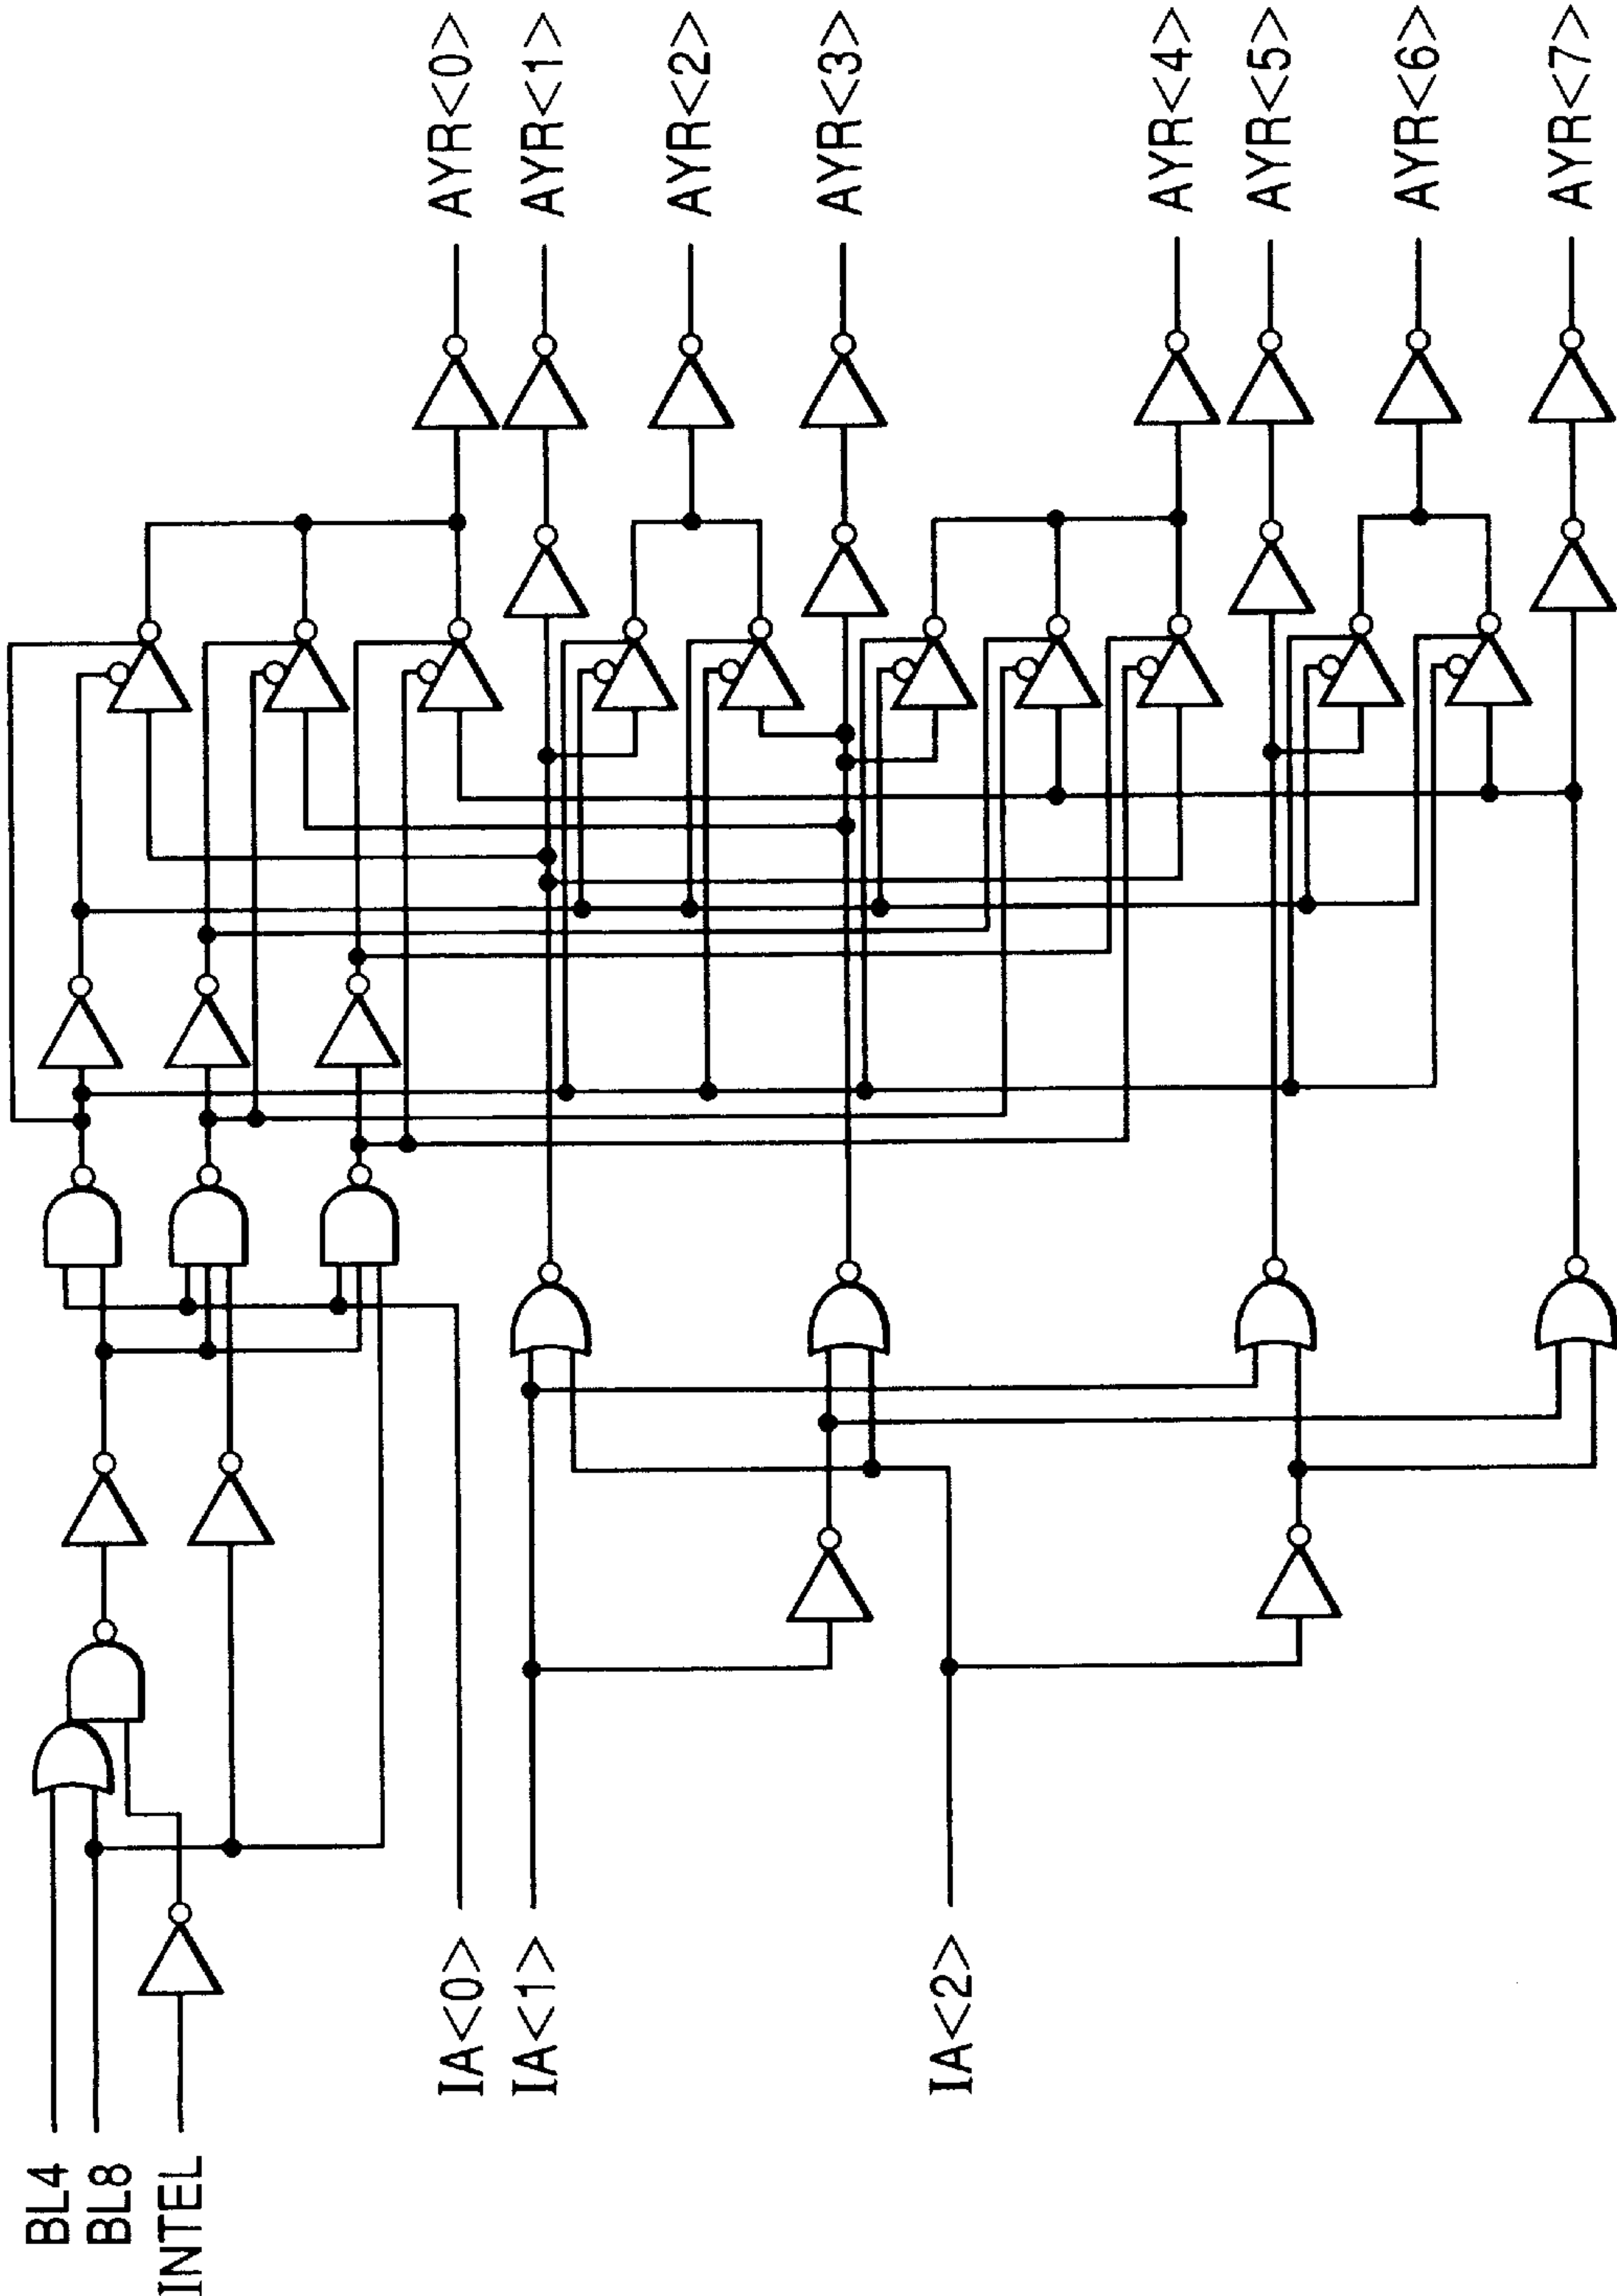 BL4
BL8
INTEL
IA<0>
IA<1>
IA<2>
AYR<0>
AYR<1>
AYR<2>
AYR<3>
AYR<4>
AYR<5>
AYR<6>
AYR<7>